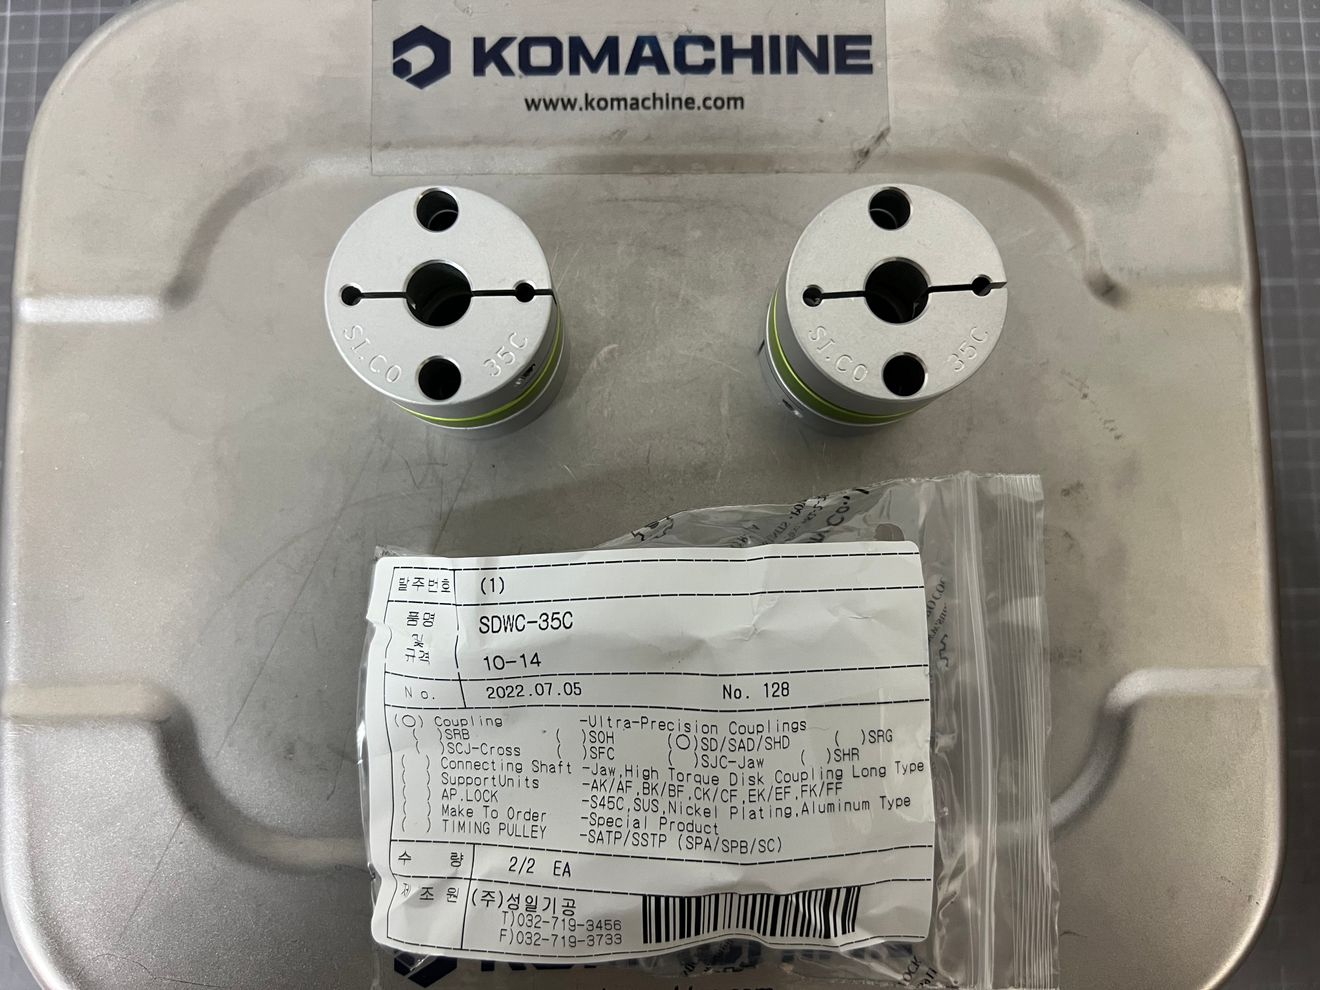 KOMACHINE
www.komachine.com
SI.CO 35C
SI.CO 35C
발주번호 (1)
품명 및 규격 SDWC-35C
10-14
No. 2022.07.05 No. 128
(O) Coupling -Ultra-Precision Couplings
( )SRB ( )SOH (O)SD/SAD/SHD ( )SRG
( )SCJ-Cross ( )SFC ( )SJC-Jaw ( )SHR
( ) Connecting Shaft -Jaw,High Torque Disk Coupling Long Type
( ) SupportUnits -AK/AF,BK/BF,CK/CF,EK/EF,FK/FF
( ) AP.LOCK -S45C,SUS,Nickel Plating,Aluminum Type
( ) Make To Order -Special Product
( ) TIMING PULLEY -SATP/SSTP (SPA/SPB/SC)
수 량 2/2 EA
제 조 원 (주)성일기공
T)032-719-3456
F)032-719-3733